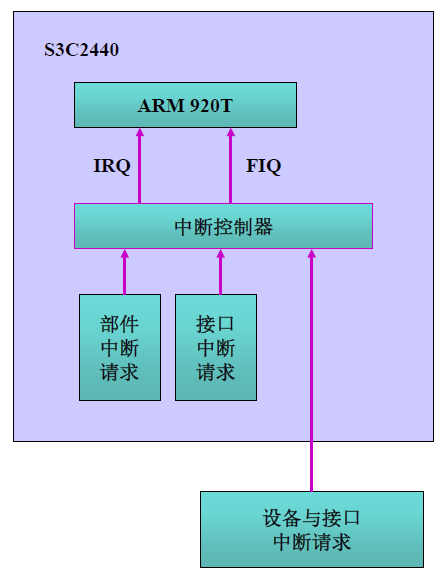 S3C2440
ARM 920T
IRQ
FIQ
中断控制器
部件
中断
请求
接口
中断
请求
设备与接口
中断请求